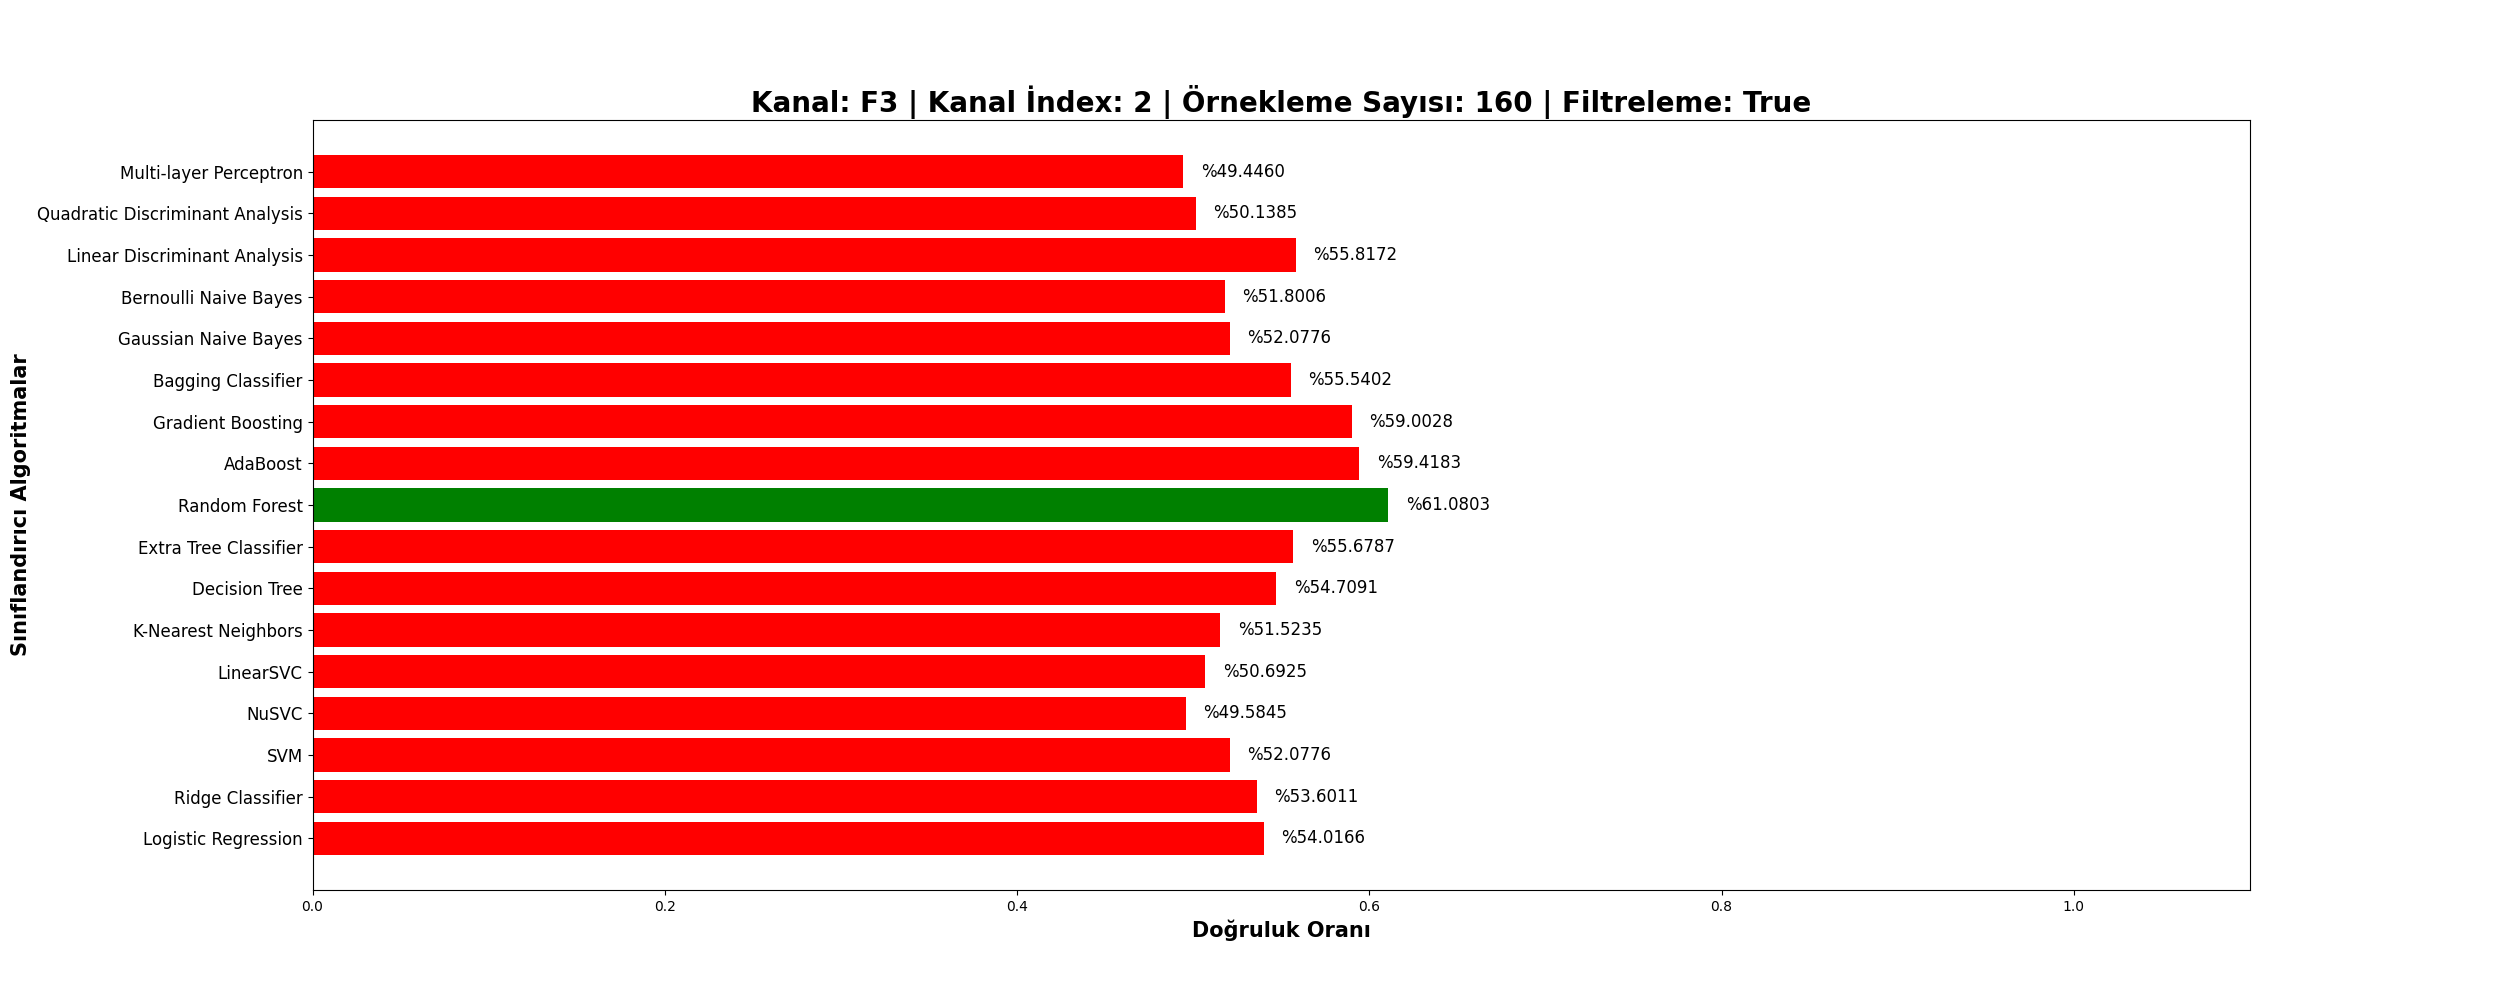 Kanal: F3 | Kanal İndex: 2 | Örnekleme Sayısı: 160 | Filtreleme: True
Sınıflandırıcı Algoritmalar
Multi-layer Perceptron %49.4460
Quadratic Discriminant Analysis %50.1385
Linear Discriminant Analysis %55.8172
Bernoulli Naive Bayes %51.8006
Gaussian Naive Bayes %52.0776
Bagging Classifier %55.5402
Gradient Boosting %59.0028
AdaBoost %59.4183
Random Forest %61.0803
Extra Tree Classifier %55.6787
Decision Tree %54.7091
K-Nearest Neighbors %51.5235
LinearSVC %50.6925
NuSVC %49.5845
SVM %52.0776
Ridge Classifier %53.6011
Logistic Regression %54.0166
0.0 0.2 0.4 0.6 0.8 1.0
Doğruluk Oranı